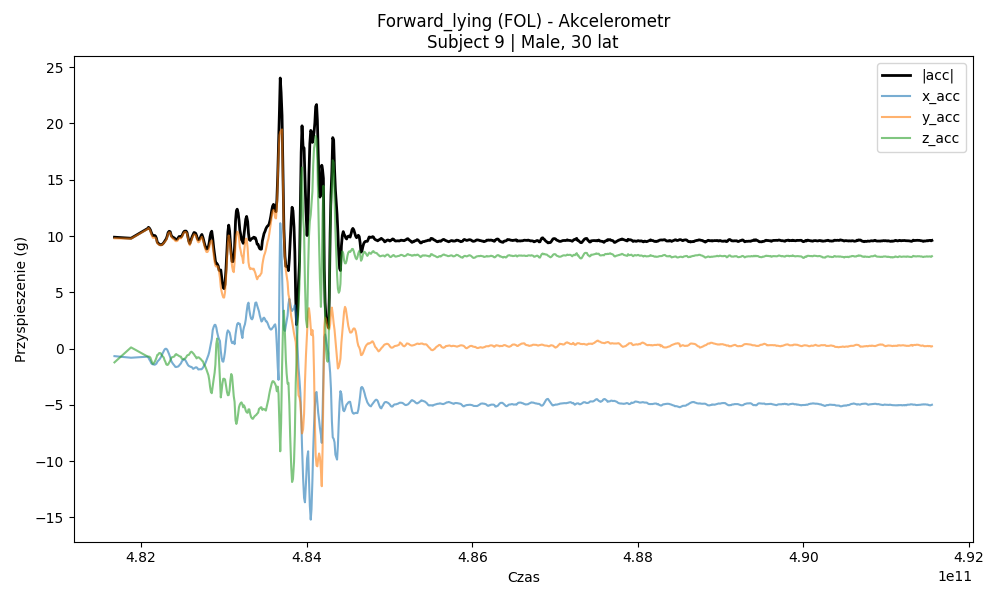 Forward_lying (FOL) - Akcelerometr
Subject 9 | Male, 30 lat
|acc|
x_acc
y_acc
z_acc
Przyspieszenie (g)
25
20
15
10
5
0
−5
−10
−15
4.82
4.84
4.86
4.88
4.90
4.92
1e11
Czas